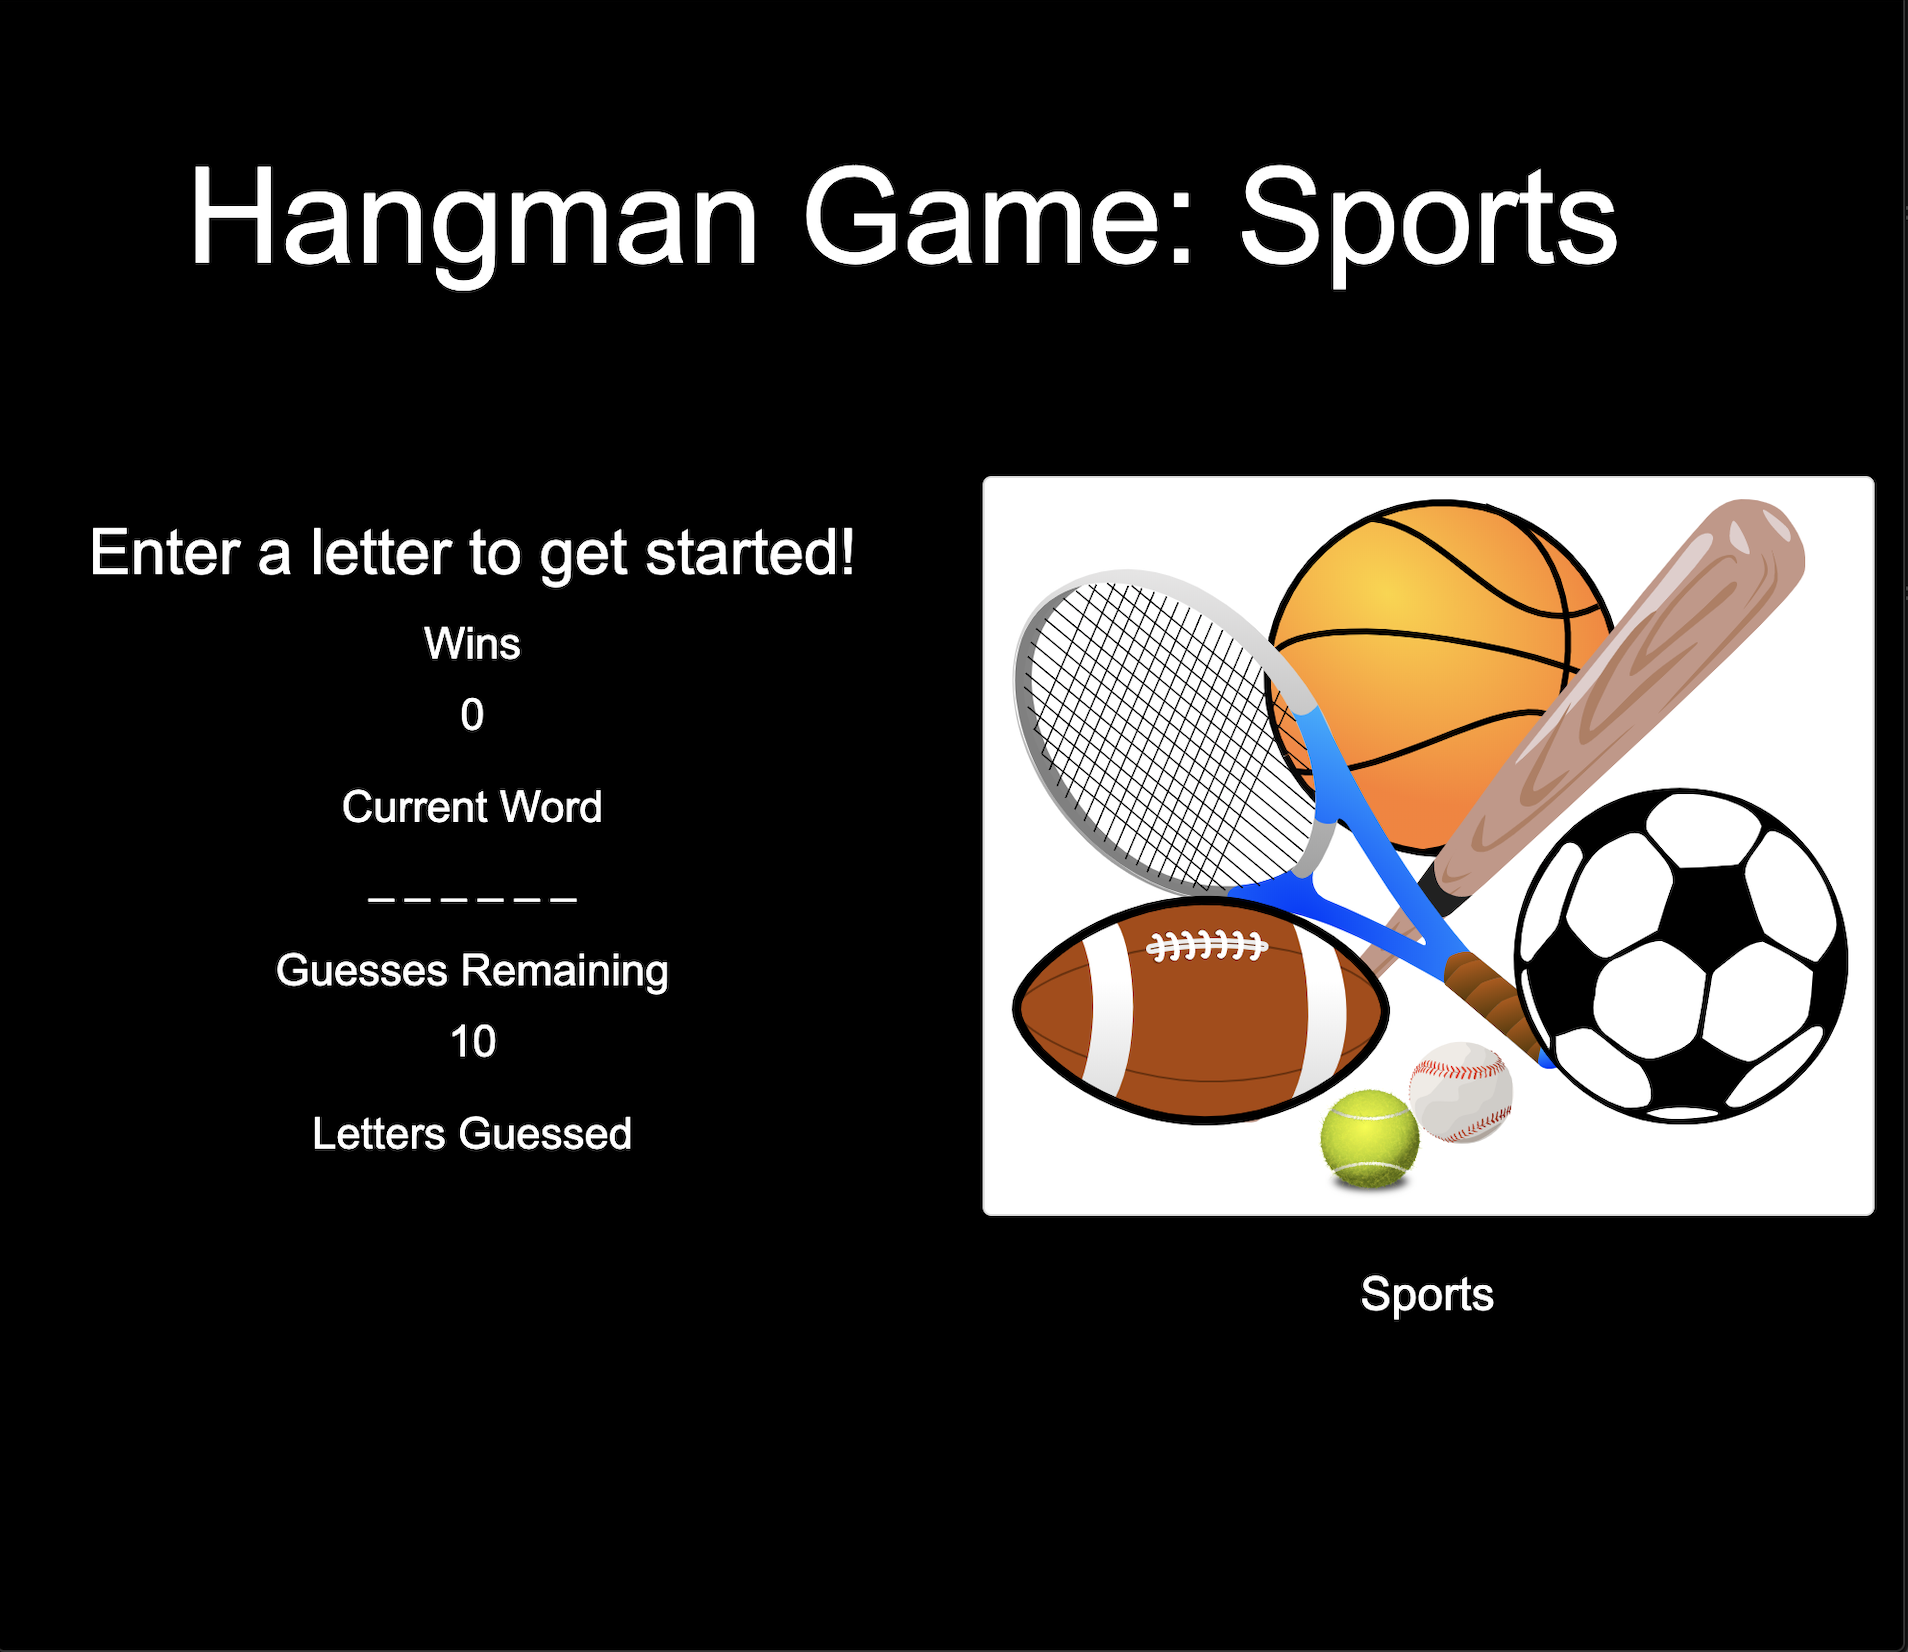 Hangman Game: Sports
Enter a letter to get started!
Wins
0
Current Word
_ _ _ _ _ _
Guesses Remaining
10
Letters Guessed
Sports